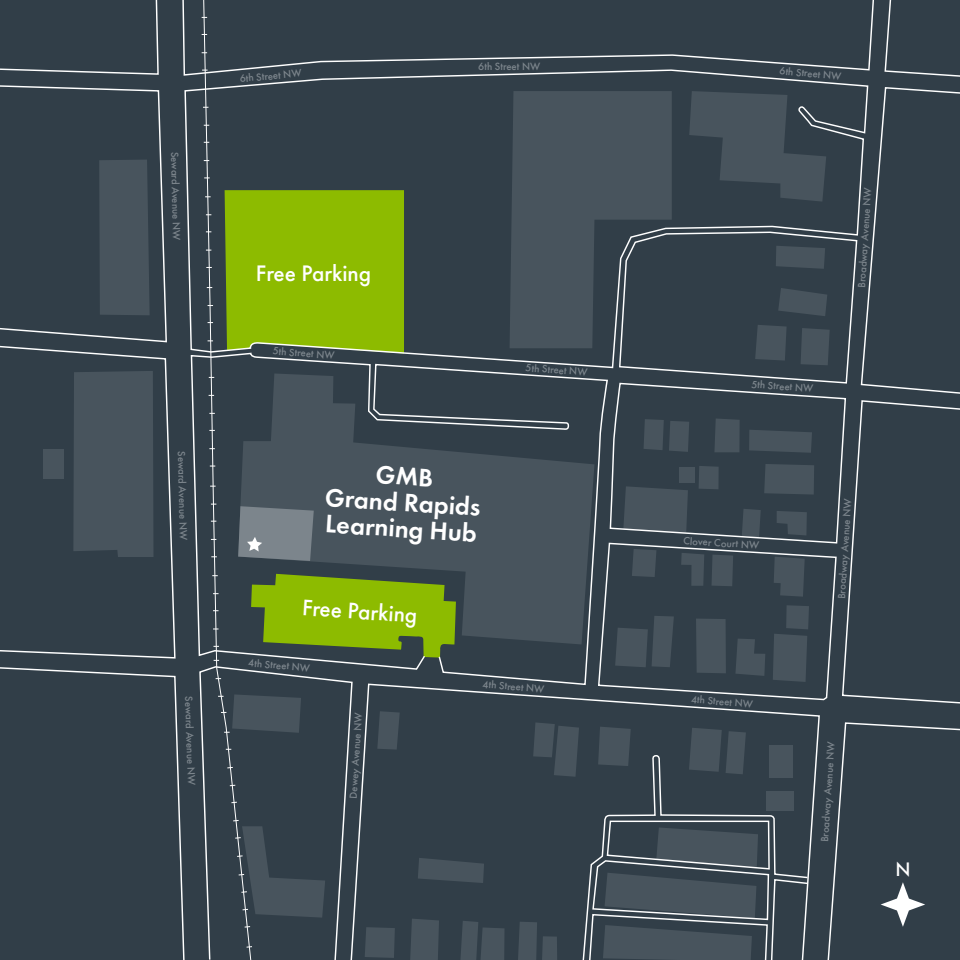 6th Street NW
6th Street NW
6th Street NW
Seward Avenue NW
Broadway Avenue NW
Free Parking
5th Street NW
5th Street NW
5th Street NW
GMB
Grand Rapids
Learning Hub
Seward Avenue NW
Broadway Avenue NW
Clover Court NW
Free Parking
4th Street NW
4th Street NW
4th Street NW
Seward Avenue NW
Dewey Avenue NW
Broadway Avenue NW
N